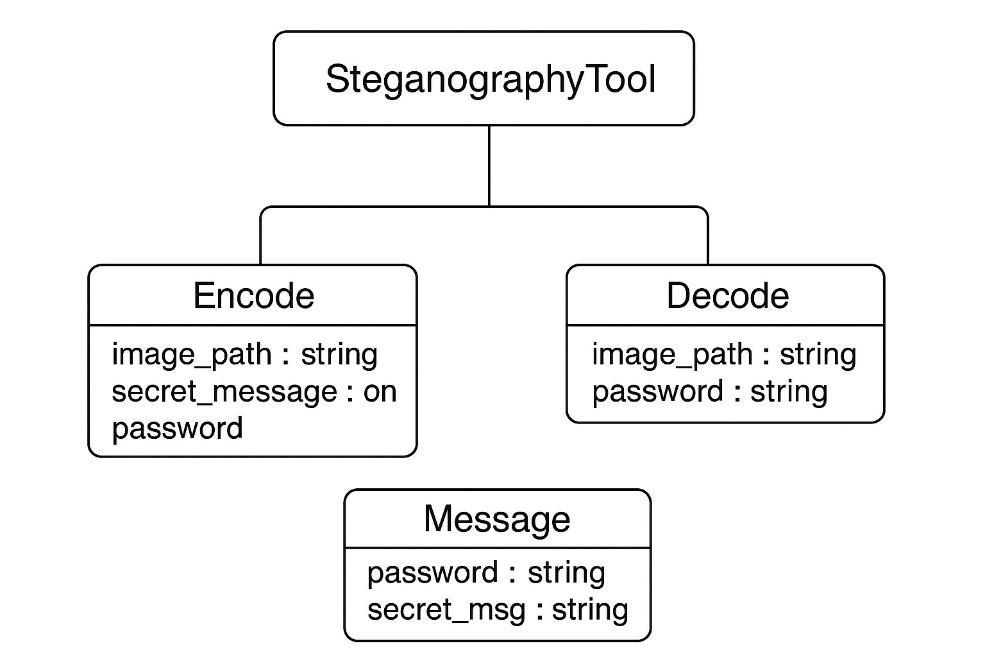 SteganographyTool
Encode
image_path : string
secret_message : on
password
Decode
image_path : string
password : string
Message
password : string
secret_msg : string